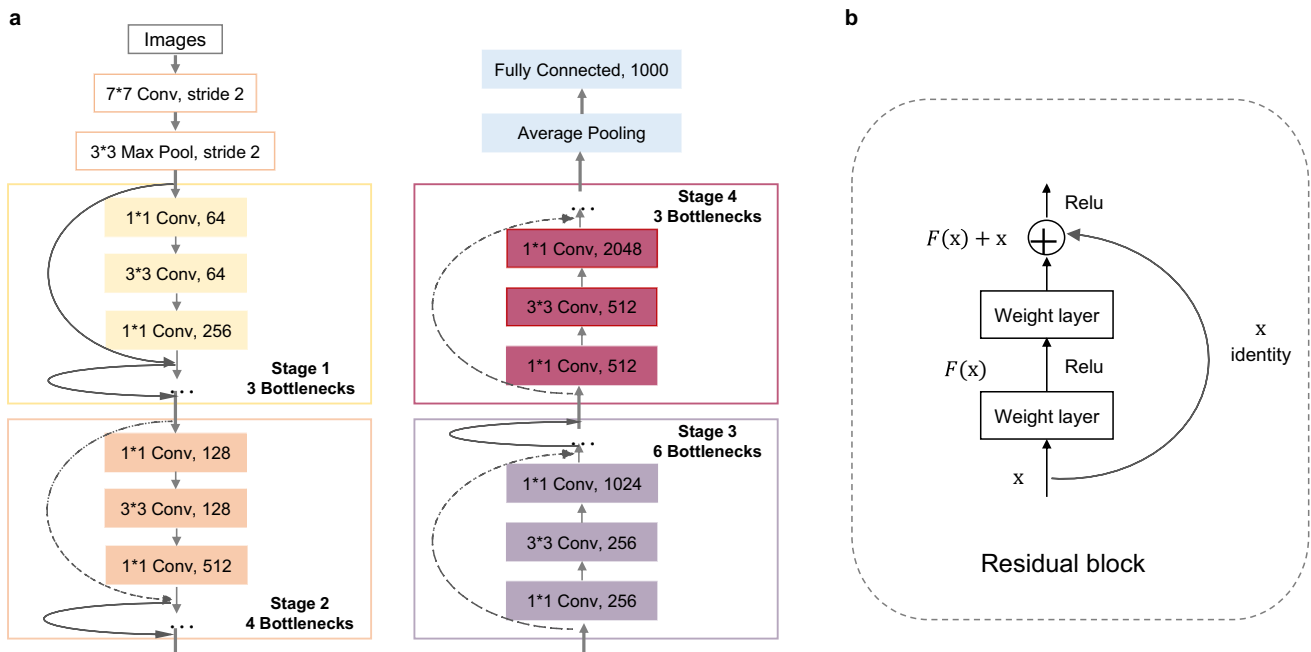 a
Images
7*7 Conv, stride 2
3*3 Max Pool, stride 2
1*1 Conv, 64
3*3 Conv, 64
1*1 Conv, 256
...
Stage 1
3 Bottlenecks
1*1 Conv, 128
3*3 Conv, 128
1*1 Conv, 512
...
Stage 2
4 Bottlenecks
Fully Connected, 1000
Average Pooling
Stage 4
3 Bottlenecks
...
1*1 Conv, 2048
3*3 Conv, 512
1*1 Conv, 512
Stage 3
6 Bottlenecks
...
1*1 Conv, 1024
3*3 Conv, 256
1*1 Conv, 256
b
Relu
F(x) + x
Weight layer
x
identity
F(x)
Relu
Weight layer
x
Residual block